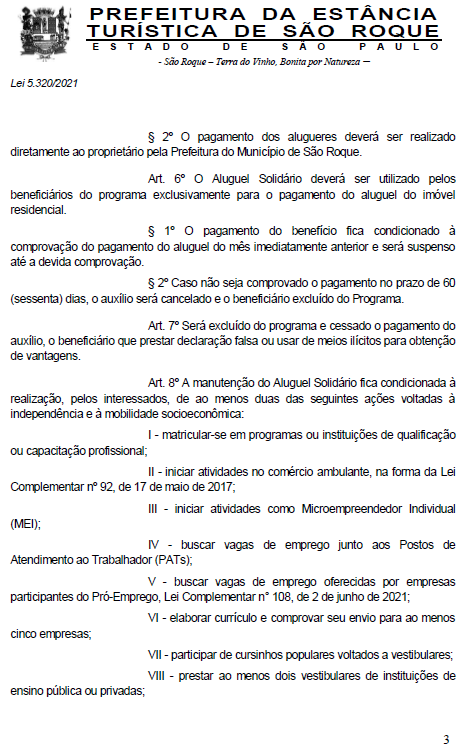 PREFEITURA DA ESTÂNCIA
TURÍSTICA DE SÃO ROQUE
ESTADO DE SÃO PAULO
- São Roque – Terra do Vinho, Bonita por Natureza –
Lei 5.320/2021
§ 2º O pagamento dos alugueres deverá ser realizado
diretamente ao proprietário pela Prefeitura do Município de São Roque.
Art. 6º O Aluguel Solidário deverá ser utilizado pelos
beneficiários do programa exclusivamente para o pagamento do aluguel do imóvel
residencial.
§ 1º O pagamento do benefício fica condicionado à
comprovação do pagamento do aluguel do mês imediatamente anterior e será suspenso
até a devida comprovação.
§ 2º Caso não seja comprovado o pagamento no prazo de 60
(sessenta) dias, o auxílio será cancelado e o beneficiário excluído do Programa.
Art. 7º Será excluído do programa e cessado o pagamento do
auxílio, o beneficiário que prestar declaração falsa ou usar de meios ilícitos para obtenção
de vantagens.
Art. 8º A manutenção do Aluguel Solidário fica condicionada à
realização, pelos interessados, de ao menos duas das seguintes ações voltadas à
independência e à mobilidade socioeconômica:
I - matricular-se em programas ou instituições de qualificação
ou capacitação profissional;
II - iniciar atividades no comércio ambulante, na forma da Lei
Complementar nº 92, de 17 de maio de 2017;
III - iniciar atividades como Microempreendedor Individual
(MEI);
IV - buscar vagas de emprego junto aos Postos de
Atendimento ao Trabalhador (PATs);
V - buscar vagas de emprego oferecidas por empresas
participantes do Pró-Emprego, Lei Complementar n° 108, de 2 de junho de 2021;
VI - elaborar currículo e comprovar seu envio para ao menos
cinco empresas;
VII - participar de cursinhos populares voltados a vestibulares;
VIII - prestar ao menos dois vestibulares de instituições de
ensino pública ou privadas;
3